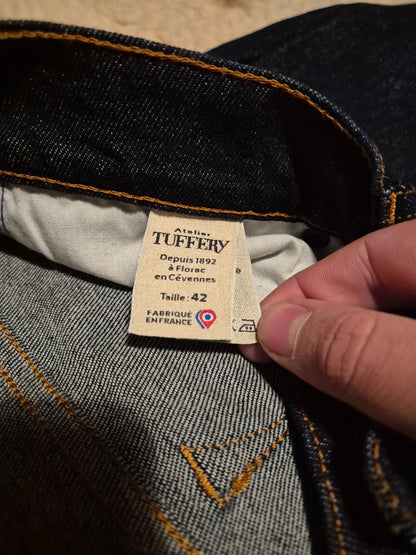 Atelier
TUFFERY
Depuis 1892
à Florac
en Cévennes
Taille: 42
FABRIQUÉ
EN FRANCE